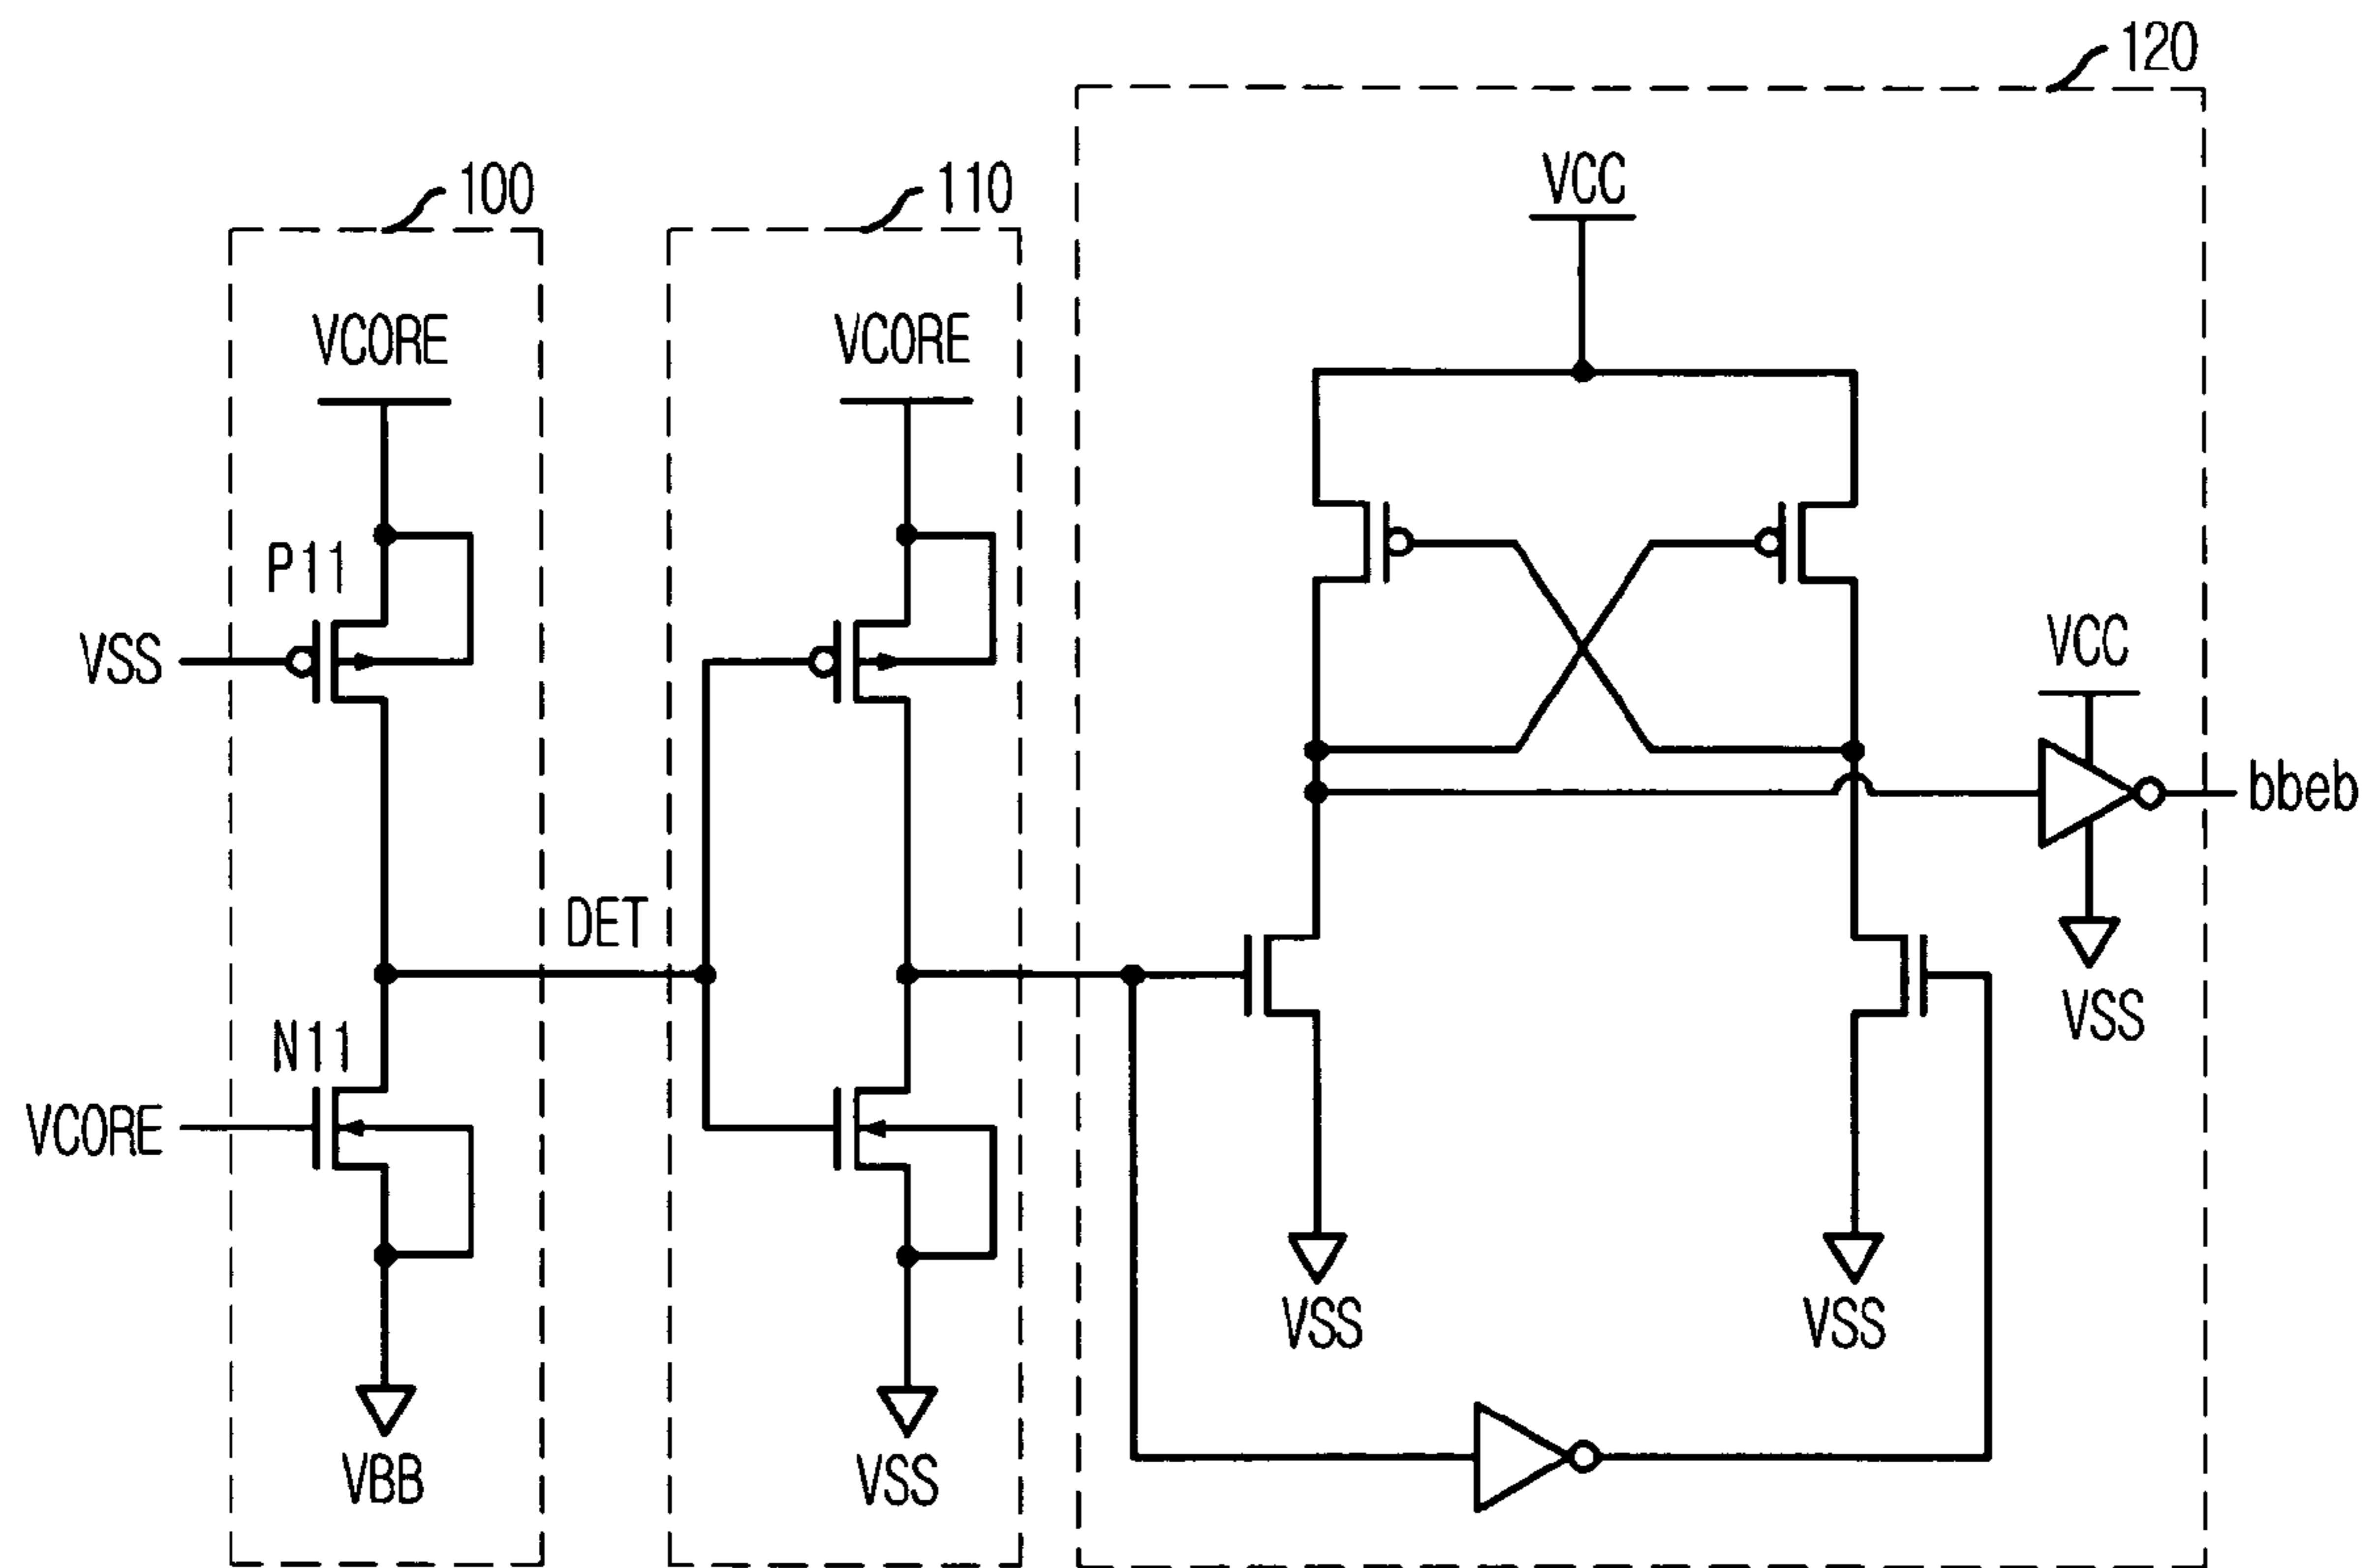 120
100
110
VCC
VCORE
VCORE
P11
VSS
VCC
bbeb
DET
VSS
N11
VCORE
VSS
VSS
VBB
VSS